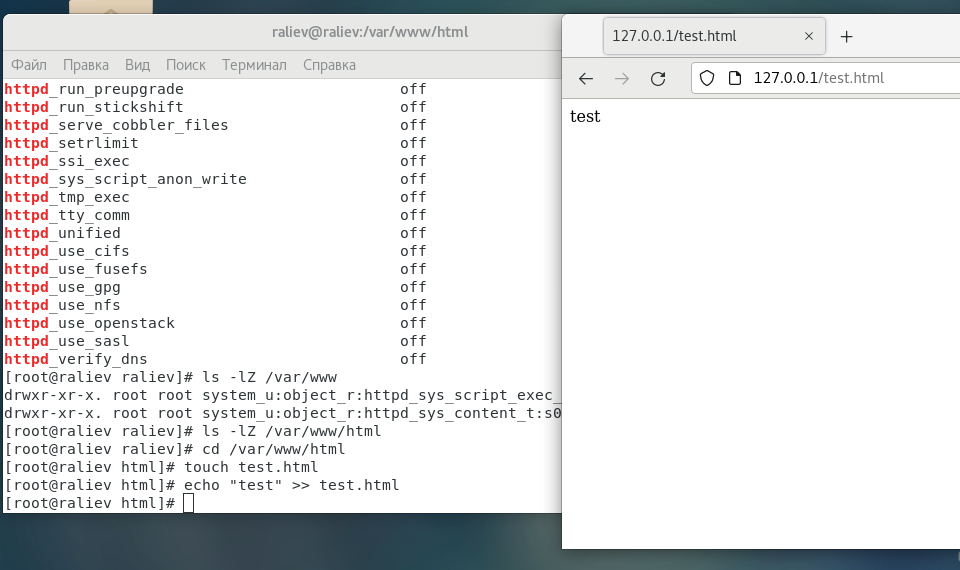 raliev@raliev:/var/www/html
Файл Правка Вид Поиск Терминал Справка
httpd_run_preupgrade off
httpd_run_stickshift off
httpd_serve_cobbler_files off
httpd_setrlimit off
httpd_ssi_exec off
httpd_sys_script_anon_write off
httpd_tmp_exec off
httpd_tty_comm off
httpd_unified off
httpd_use_cifs off
httpd_use_fusefs off
httpd_use_gpg off
httpd_use_nfs off
httpd_use_openstack off
httpd_use_sasl off
httpd_verify_dns off
[root@raliev raliev]# ls -lZ /var/www
drwxr-xr-x. root root system_u:object_r:httpd_sys_script_exec_
drwxr-xr-x. root root system_u:object_r:httpd_sys_content_t:s0
[root@raliev raliev]# ls -lZ /var/www/html
[root@raliev raliev]# cd /var/www/html
[root@raliev html]# touch test.html
[root@raliev html]# echo "test" >> test.html
[root@raliev html]#
127.0.0.1/test.html
127.0.0.1/test.html
test